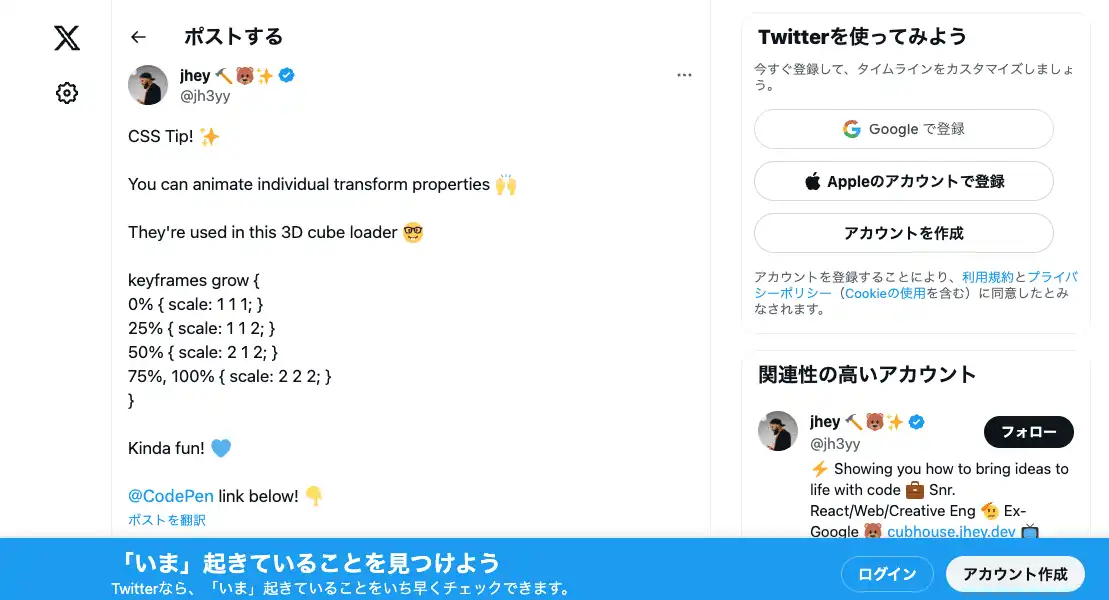 ポストする
jhey 🔨🐻✨
@jh3yy
CSS Tip! ✨
You can animate individual transform properties 🙌
They're used in this 3D cube loader 🤓
keyframes grow {
0% { scale: 1 1 1; }
25% { scale: 1 1 2; }
50% { scale: 2 1 2; }
75%, 100% { scale: 2 2 2; }
}
Kinda fun! 💙
@CodePen link below! 👇
ポストを翻訳
Twitterを使ってみよう
今すぐ登録して、タイムラインをカスタマイズしましょ
う。
Google で登録
Appleのアカウントで登録
アカウントを作成
アカウントを登録することにより、利用規約とプライバ
シーポリシー（Cookieの使用を含む）に同意したとみ
なされます。
関連性の高いアカウント
jhey 🔨🐻✨
@jh3yy
フォロー
⚡ Showing you how to bring ideas to
life with code 💼 Snr.
React/Web/Creative Eng 🫡 Ex-
Google 🐻 cubhouse.jhey.dev 📺
「いま」起きていることを見つけよう
Twitterなら、「いま」起きていることをいち早くチェックできます。
ログイン
アカウント作成